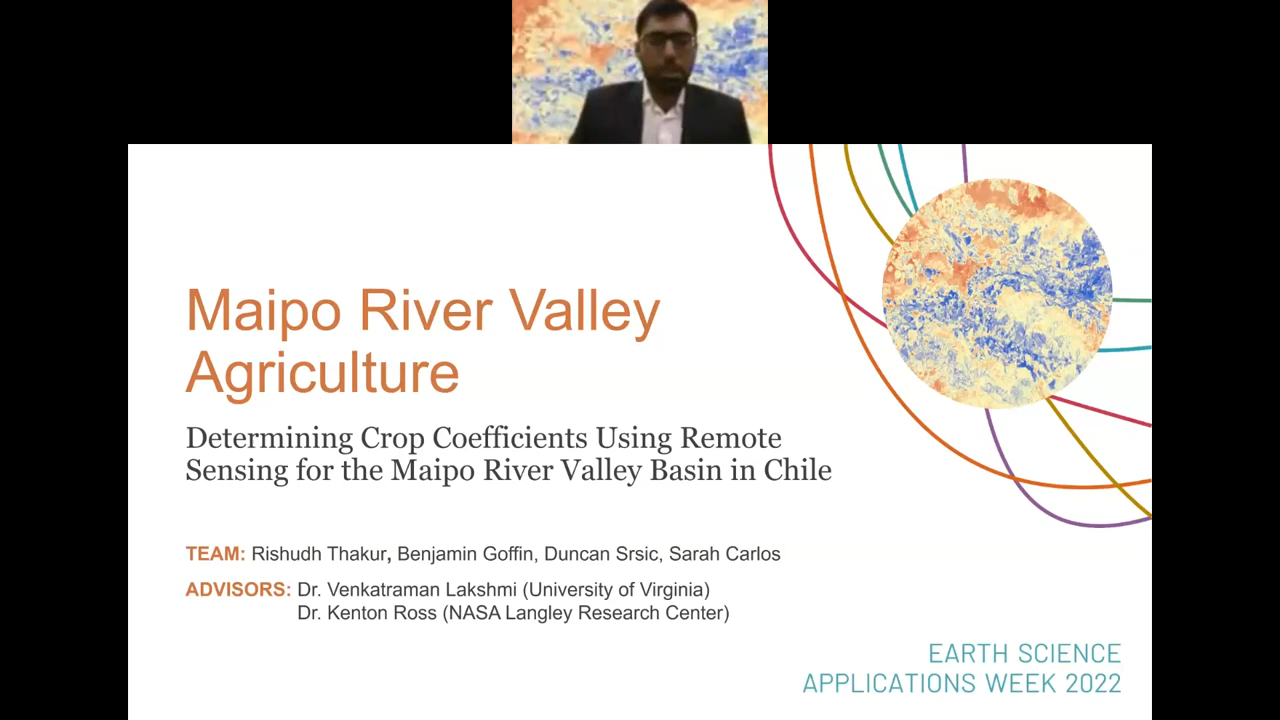 Maipo River Valley
Agriculture
Determining Crop Coefficients Using Remote
Sensing for the Maipo River Valley Basin in Chile
TEAM: Rishudh Thakur, Benjamin Goffin, Duncan Srsic, Sarah Carlos
ADVISORS: Dr. Venkatraman Lakshmi (University of Virginia)
Dr. Kenton Ross (NASA Langley Research Center)
EARTH SCIENCE
APPLICATIONS WEEK 2022